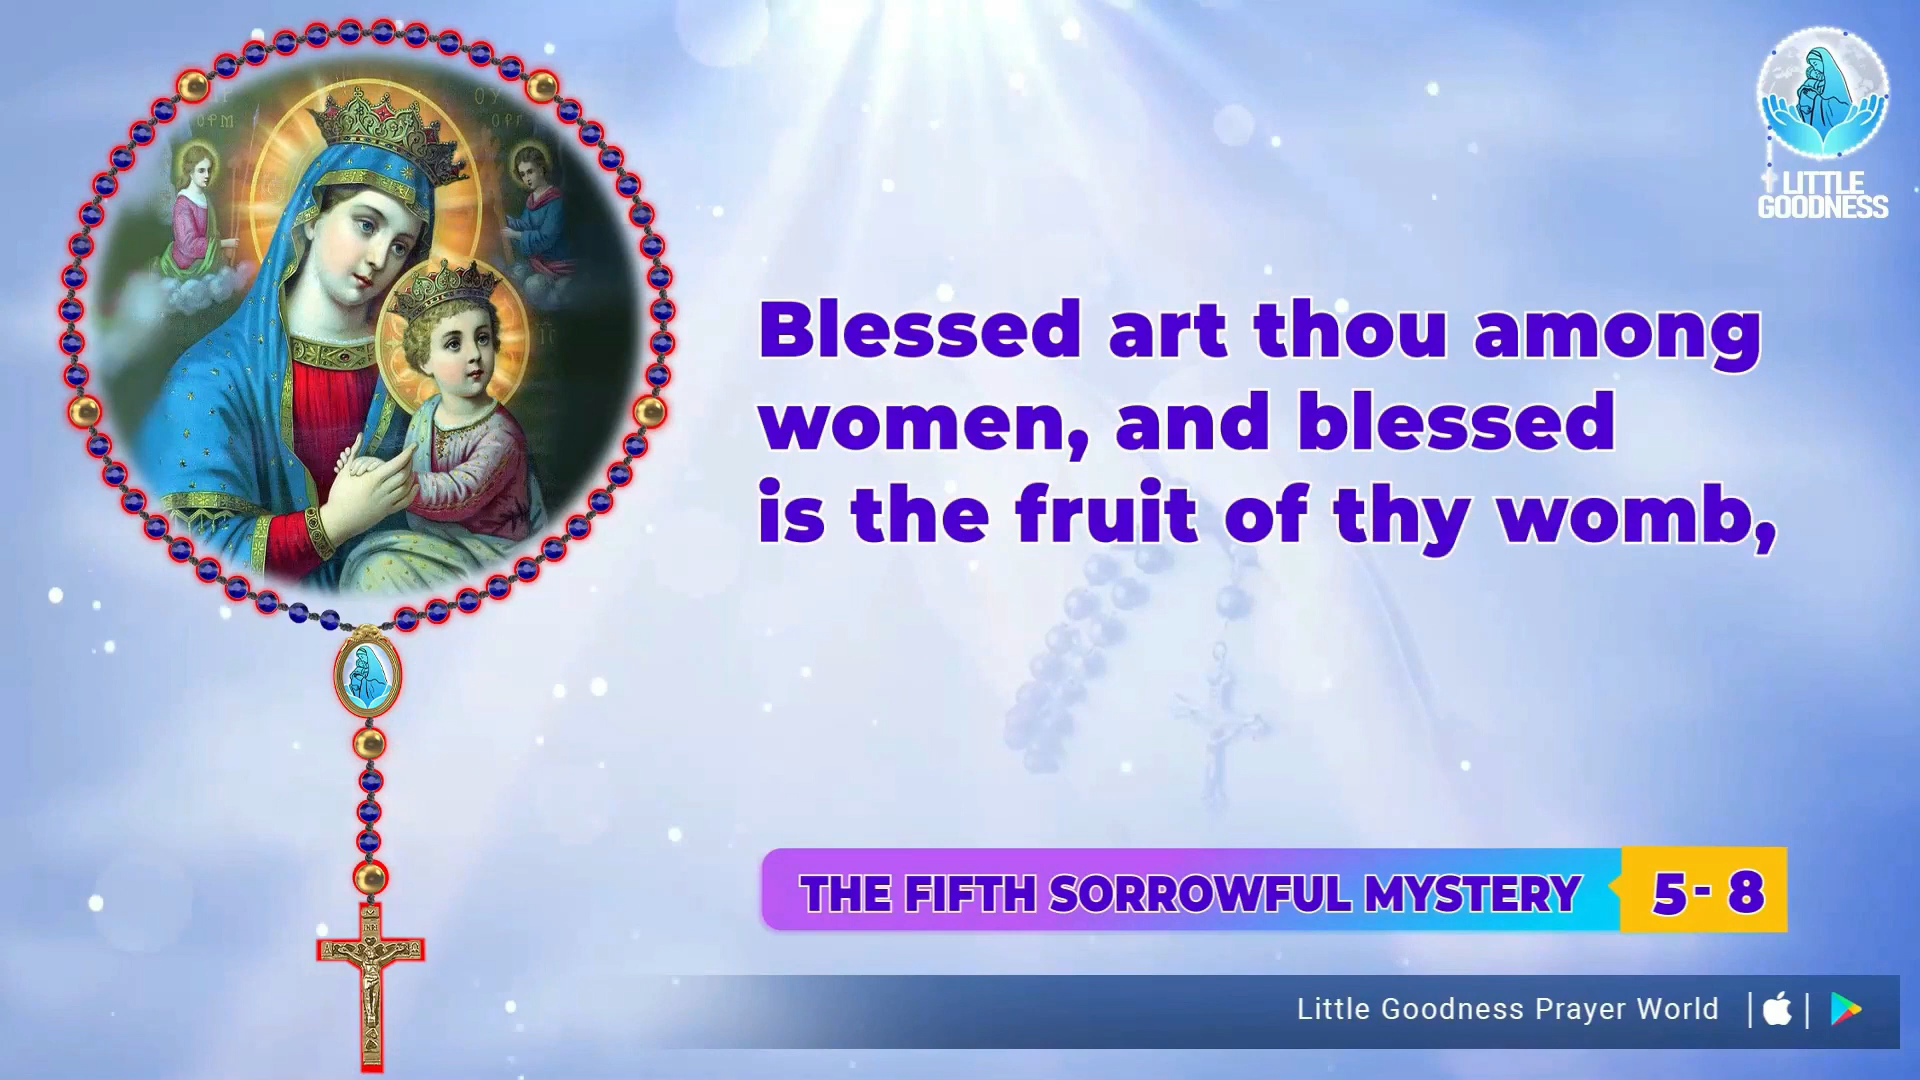 LITTLE
GOODNESS
Blessed art thou among
women, and blessed
is the fruit of thy womb,
THE FIFTH SORROWFUL MYSTERY 5- 8
Little Goodness Prayer World
INRI